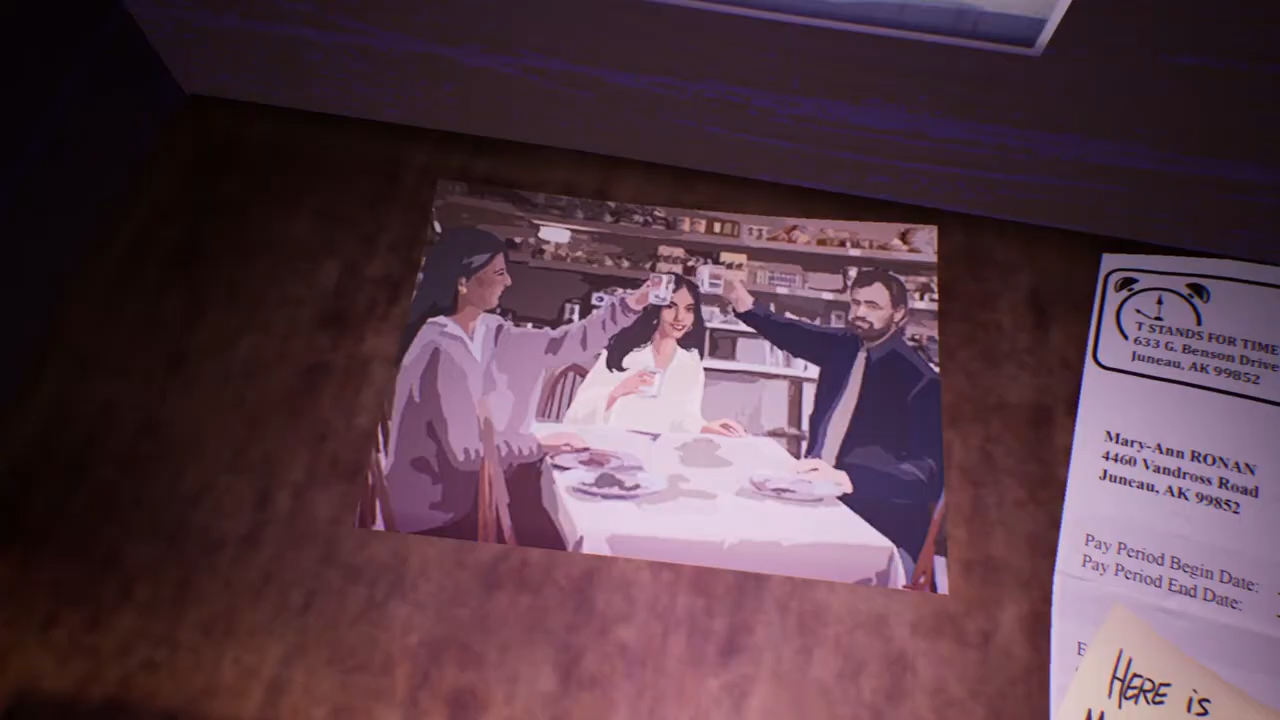 T STANDS FOR TIME
633 G. Benson Drive
Juneau, AK 99852
Mary-Ann RONAN
4460 Vandross Road
Juneau, AK 99852
Pay Period Begin Date:
Pay Period End Date:
HERE is